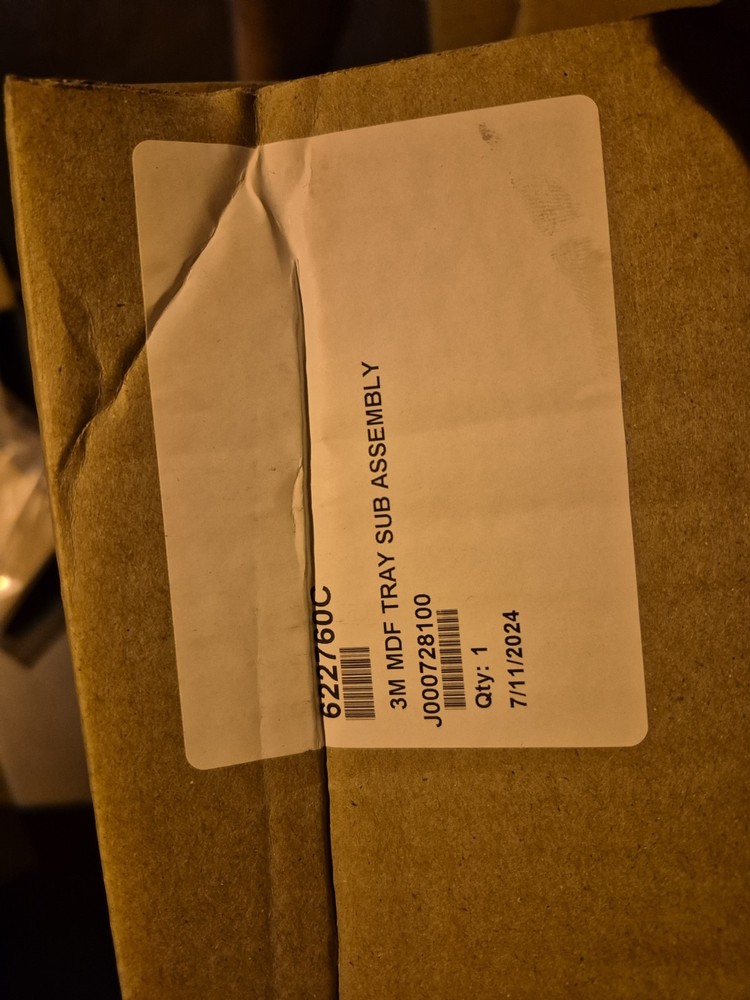 622760C
3M MDF TRAY SUB ASSEMBLY
J000728100
Qty: 1
7/11/2024